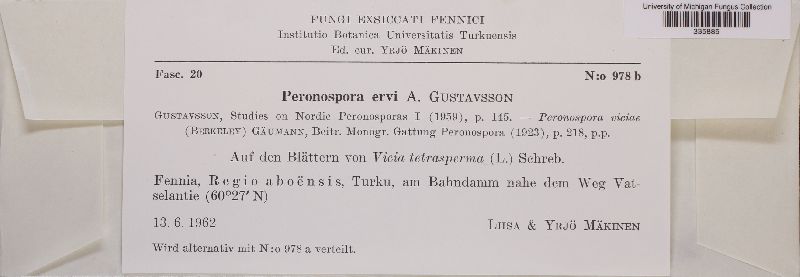 University of Michigan Fungus Collection
335885
FUNGI EXSICCATI FENNICI
Institutio Botanica Universitatis Turkuensis
Ed. cur. YRJÖ MÄKINEN
Fasc. 20 N:o 978 b
Peronospora ervi A. GUSTAVSSON
GUSTAVSSON, Studies on Nordic Peronosporas I (1959), p. 145. — Peronospora viciae
(BERKELEY) GÄUMANN, Beitr. Monogr. Gattung Peronospora (1923), p. 218, p.p.
Auf den Blättern von Vicia tetrasperma (L.) Schreb.
Fennia, Regio aboënsis, Turku, am Bahndamm nahe dem Weg Vat-
selantie (60°27′ N)
13. 6. 1962 LIISA & YRJÖ MÄKINEN
Wird alternativ mit N:o 978 a verteilt.